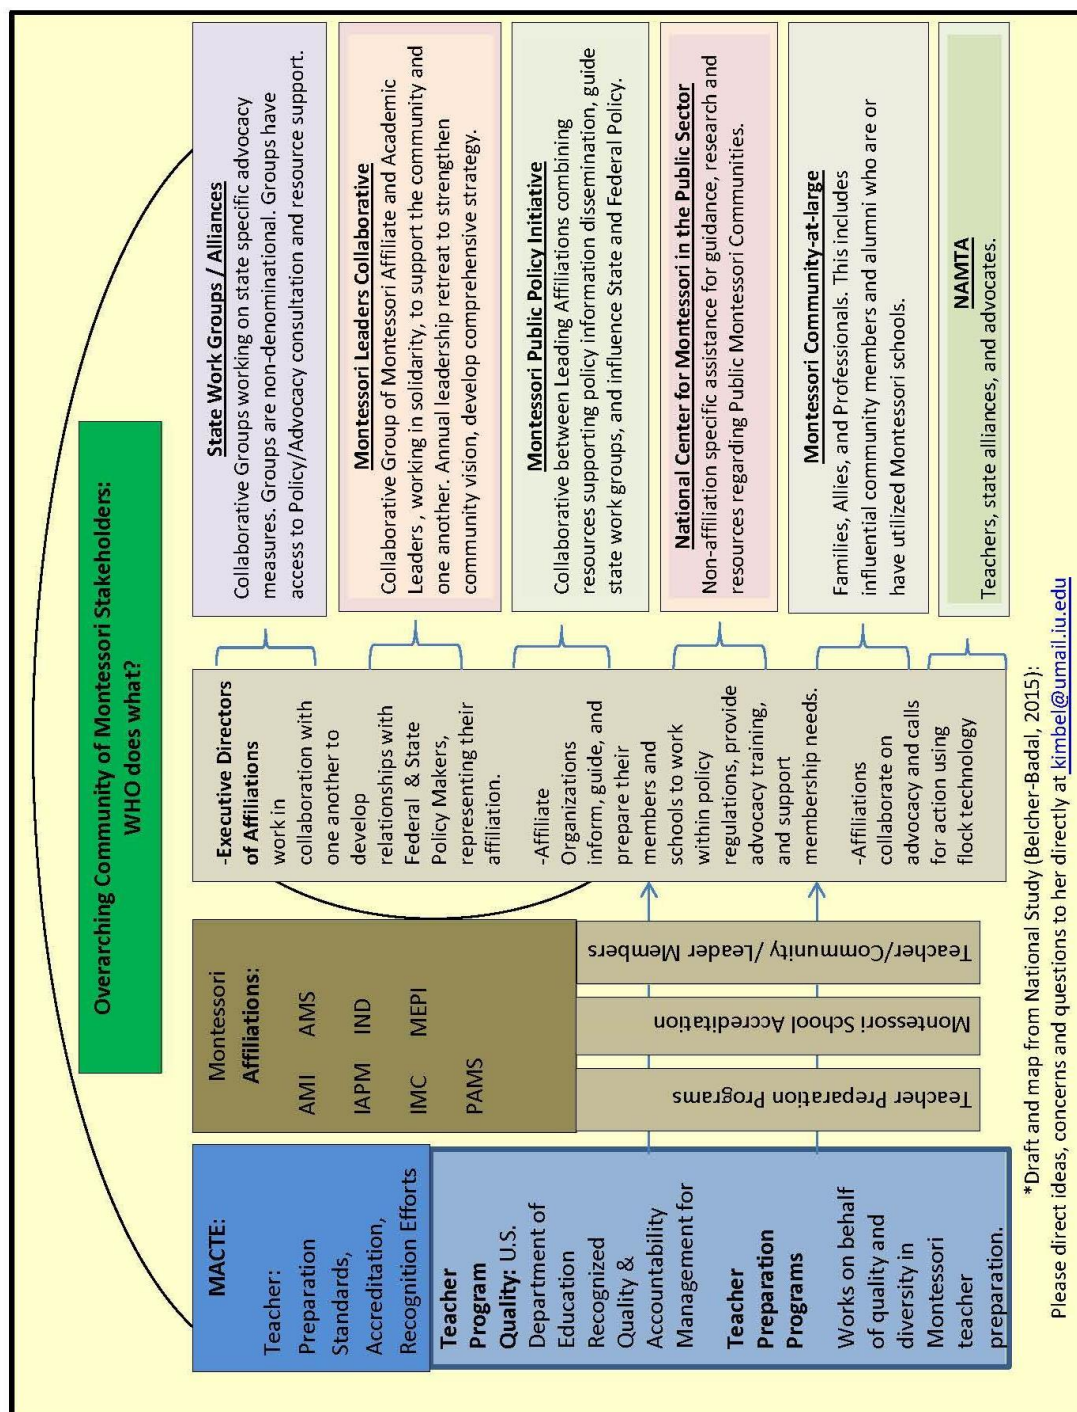 Overarching Community of Montessori Stakeholders:
WHO does what?
MACTE:
Teacher:
Preparation
Standards,
Accreditation,
Recognition Efforts
Teacher
Program
Quality: U.S.
Department of
Education
Recognized
Quality &
Accountability
Management for
Teacher
Preparation
Programs
Works on behalf
of quality and
diversity in
Montessori
teacher
preparation.
Montessori
Affiliations:
AMI AMS
IAPM IND
IMC MEPI
PAMS
Teacher Preparation Programs
Montessori School Accreditation
Teacher/Community /Leader Members
-Executive Directors
of Affiliations
work in
collaboration with
one another to
develop
relationships with
Federal & State
Policy Makers,
representing their
affiliation.
-Affiliate
Organizations
inform, guide, and
prepare their
members and
schools to work
within policy
regulations, provide
advocacy training,
and support
membership needs.
-Affiliations
collaborate on
advocacy and calls
for action using
flock technology
State Work Groups / Alliances
Collaborative Groups working on state specific advocacy
measures. Groups are non-denominational. Groups have
access to Policy/Advocacy consultation and resource support.
Montessori Leaders Collaborative
Collaborative Group of Montessori Affiliate and Academic
Leaders , working in solidarity, to support the community and
one another. Annual leadership retreat to strengthen
community vision, develop comprehensive strategy.
Montessori Public Policy Initiative
Collaborative between Leading Affiliations combining
resources supporting policy information dissemination, guide
state work groups, and influence State and Federal Policy.
National Center for Montessori in the Public Sector
Non-affiliation specific assistance for guidance, research and
resources regarding Public Montessori Communities.
Montessori Community-at-large
Families, Allies, and Professionals. This includes
influential community members and alumni who are or
have utilized Montessori schools.
NAMTA
Teachers, state alliances, and advocates.
*Draft and map from National Study (Belcher-Badal, 2015):
Please direct ideas, concerns and questions to her directly at kimbel@umail.iu.edu